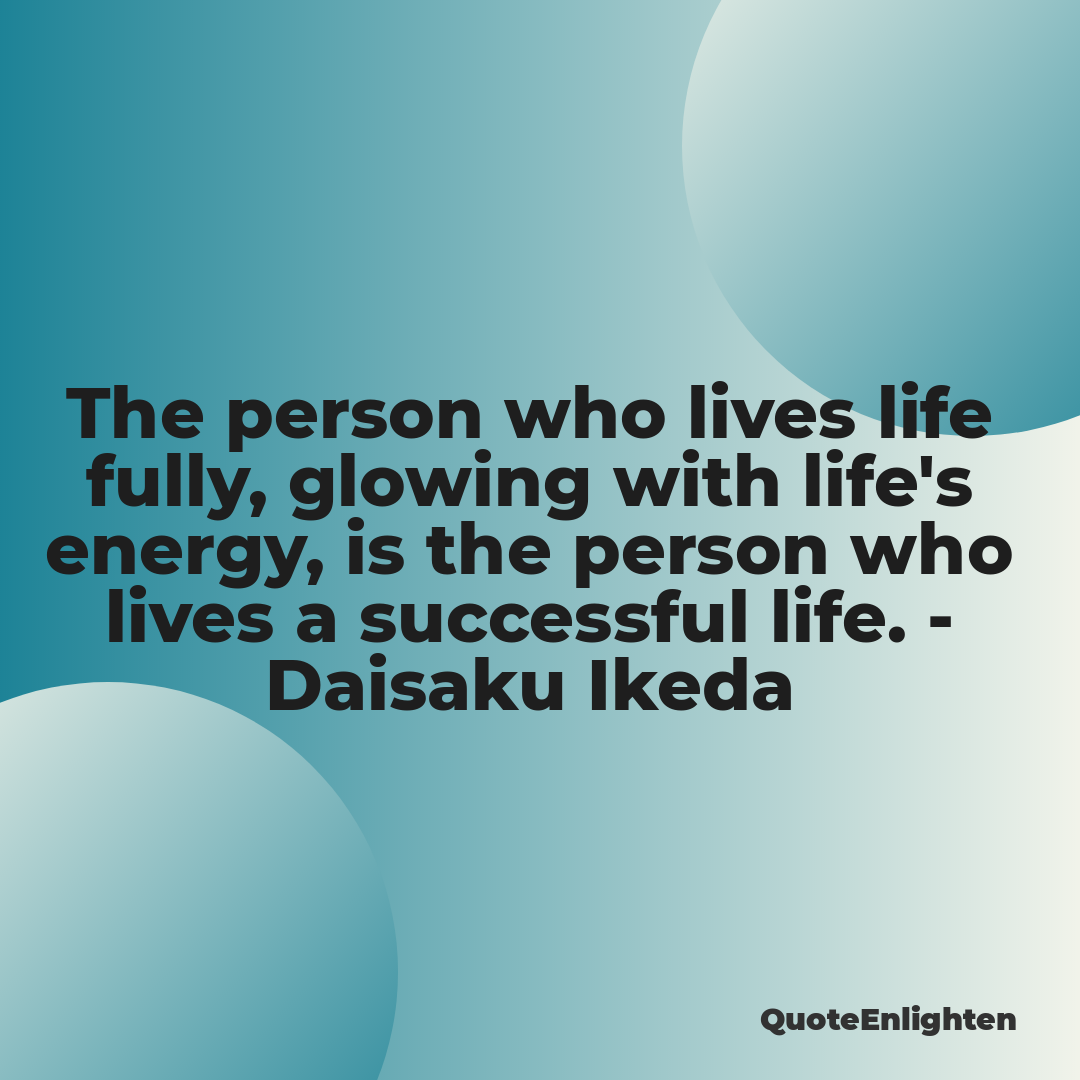 The person who lives life
fully, glowing with life's
energy, is the person who
lives a successful life. -
Daisaku Ikeda
QuoteEnlighten